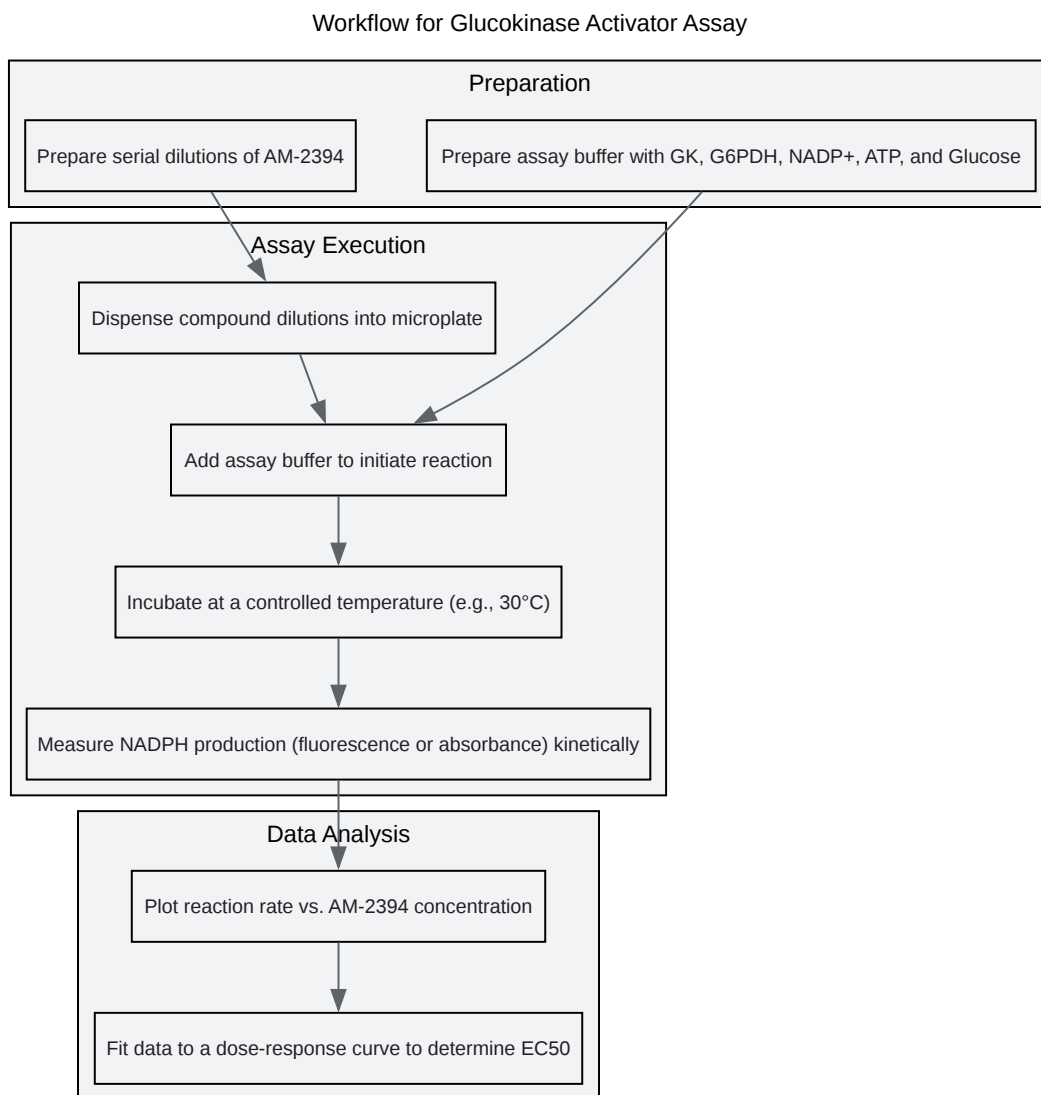 Workflow for Glucokinase Activator Assay
Preparation
Prepare serial dilutions of AM-2394
Prepare assay buffer with GK, G6PDH, NADP+, ATP, and Glucose
Assay Execution
Dispense compound dilutions into microplate
Add assay buffer to initiate reaction
Incubate at a controlled temperature (e.g., 30°C)
Measure NADPH production (fluorescence or absorbance) kinetically
Data Analysis
Plot reaction rate vs. AM-2394 concentration
Fit data to a dose-response curve to determine EC50